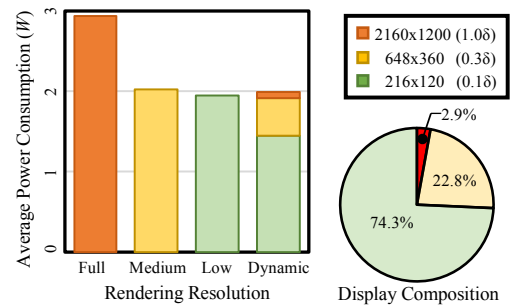 Average Power Consumption (W)
3
2
1
0
Full Medium Low Dynamic
Rendering Resolution
2160x1200 (1.0δ)
648x360 (0.3δ)
216x120 (0.1δ)
2.9%
22.8%
74.3%
Display Composition